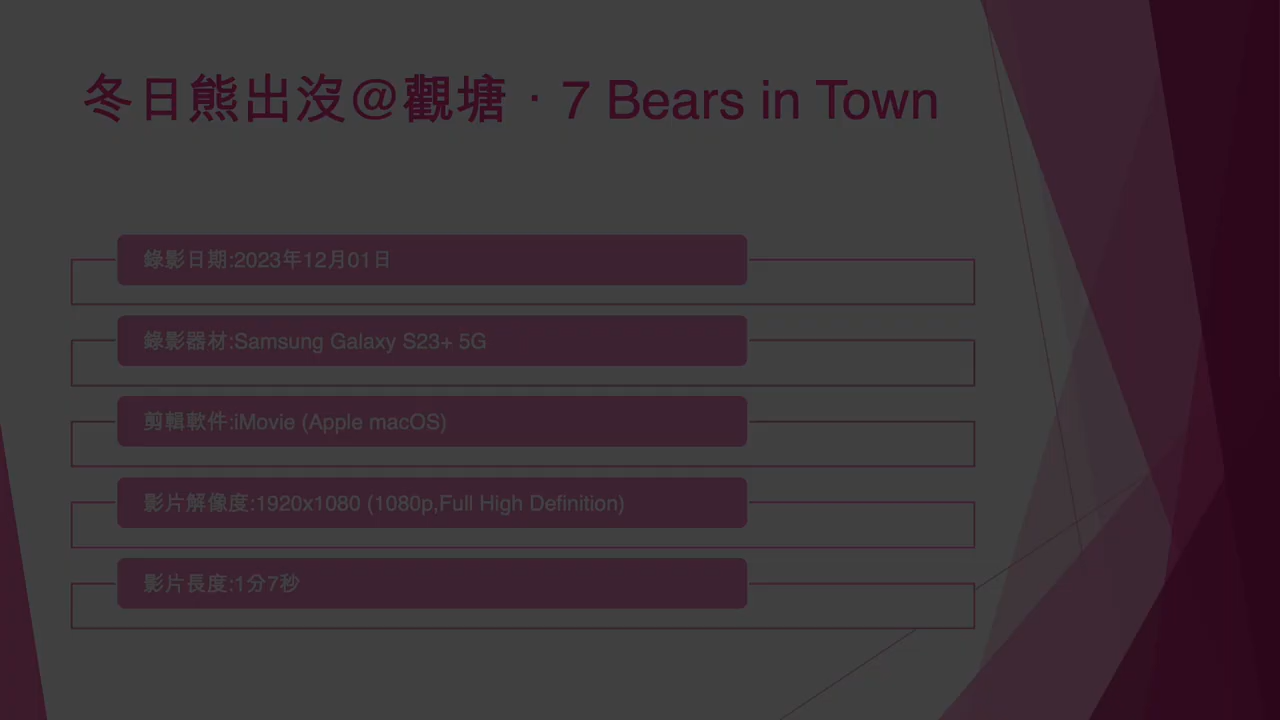 冬日熊出沒@觀塘‧7 Bears in Town
錄影日期:2023年12月01日
錄影器材:Samsung Galaxy S23+ 5G
剪輯軟件:iMovie (Apple macOS)
影片解像度:1920x1080 (1080p,Full High Definition)
影片長度:1分7秒